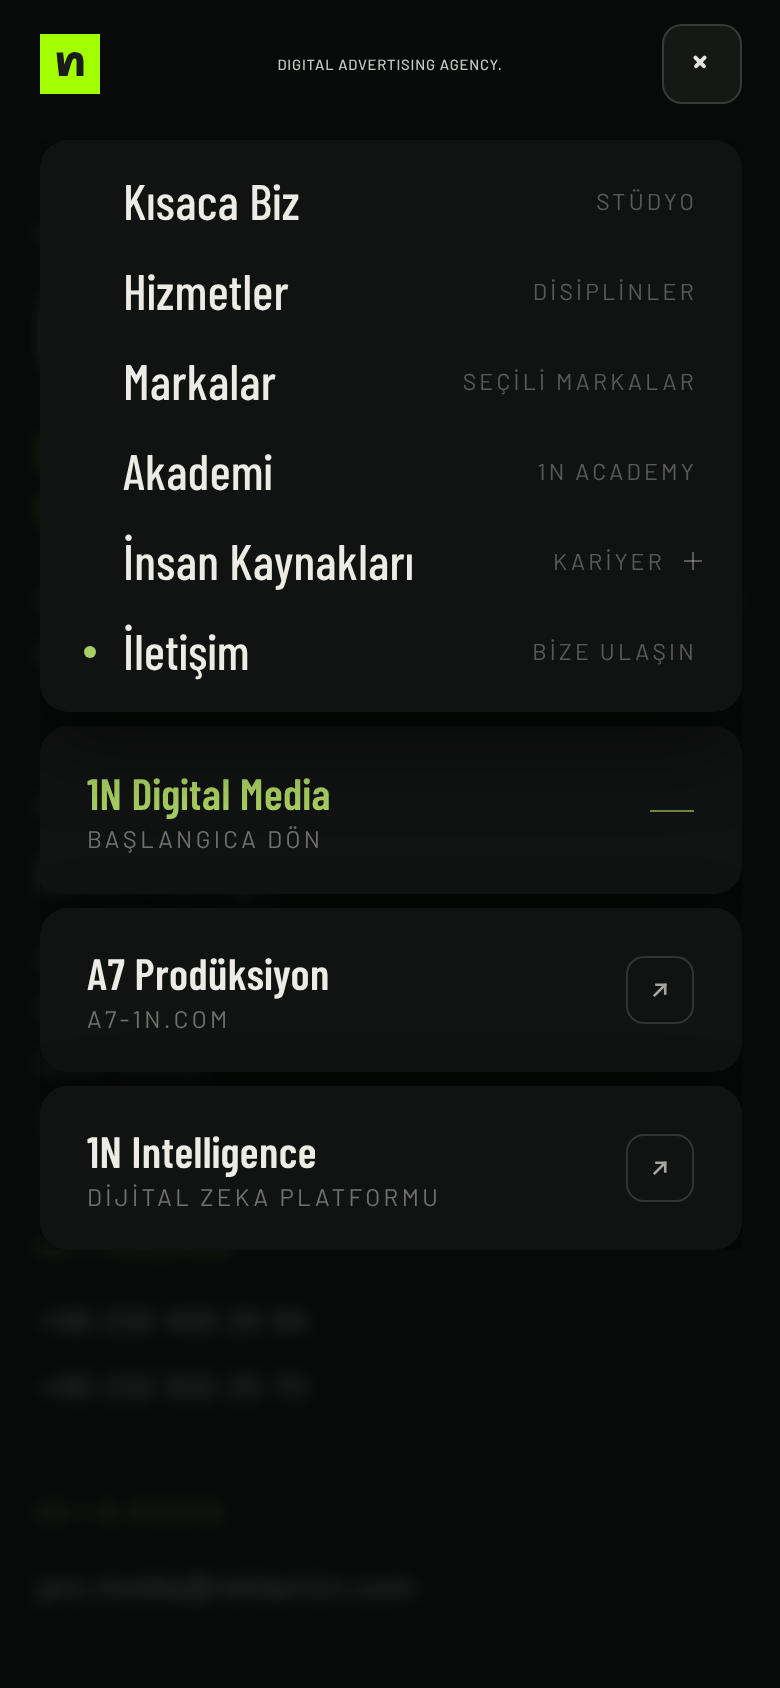 n
DIGITAL ADVERTISING AGENCY.
Kısaca Biz STÜDYO
Hizmetler DİSİPLİNLER
Markalar SEÇİLİ MARKALAR
Akademi 1N ACADEMY
İnsan Kaynakları KARİYER +
İletişim BİZE ULAŞIN
1N Digital Media
BAŞLANGICA DÖN
A7 Prodüksiyon
A7-1N.COM
1N Intelligence
DİJİTAL ZEKA PLATFORMU